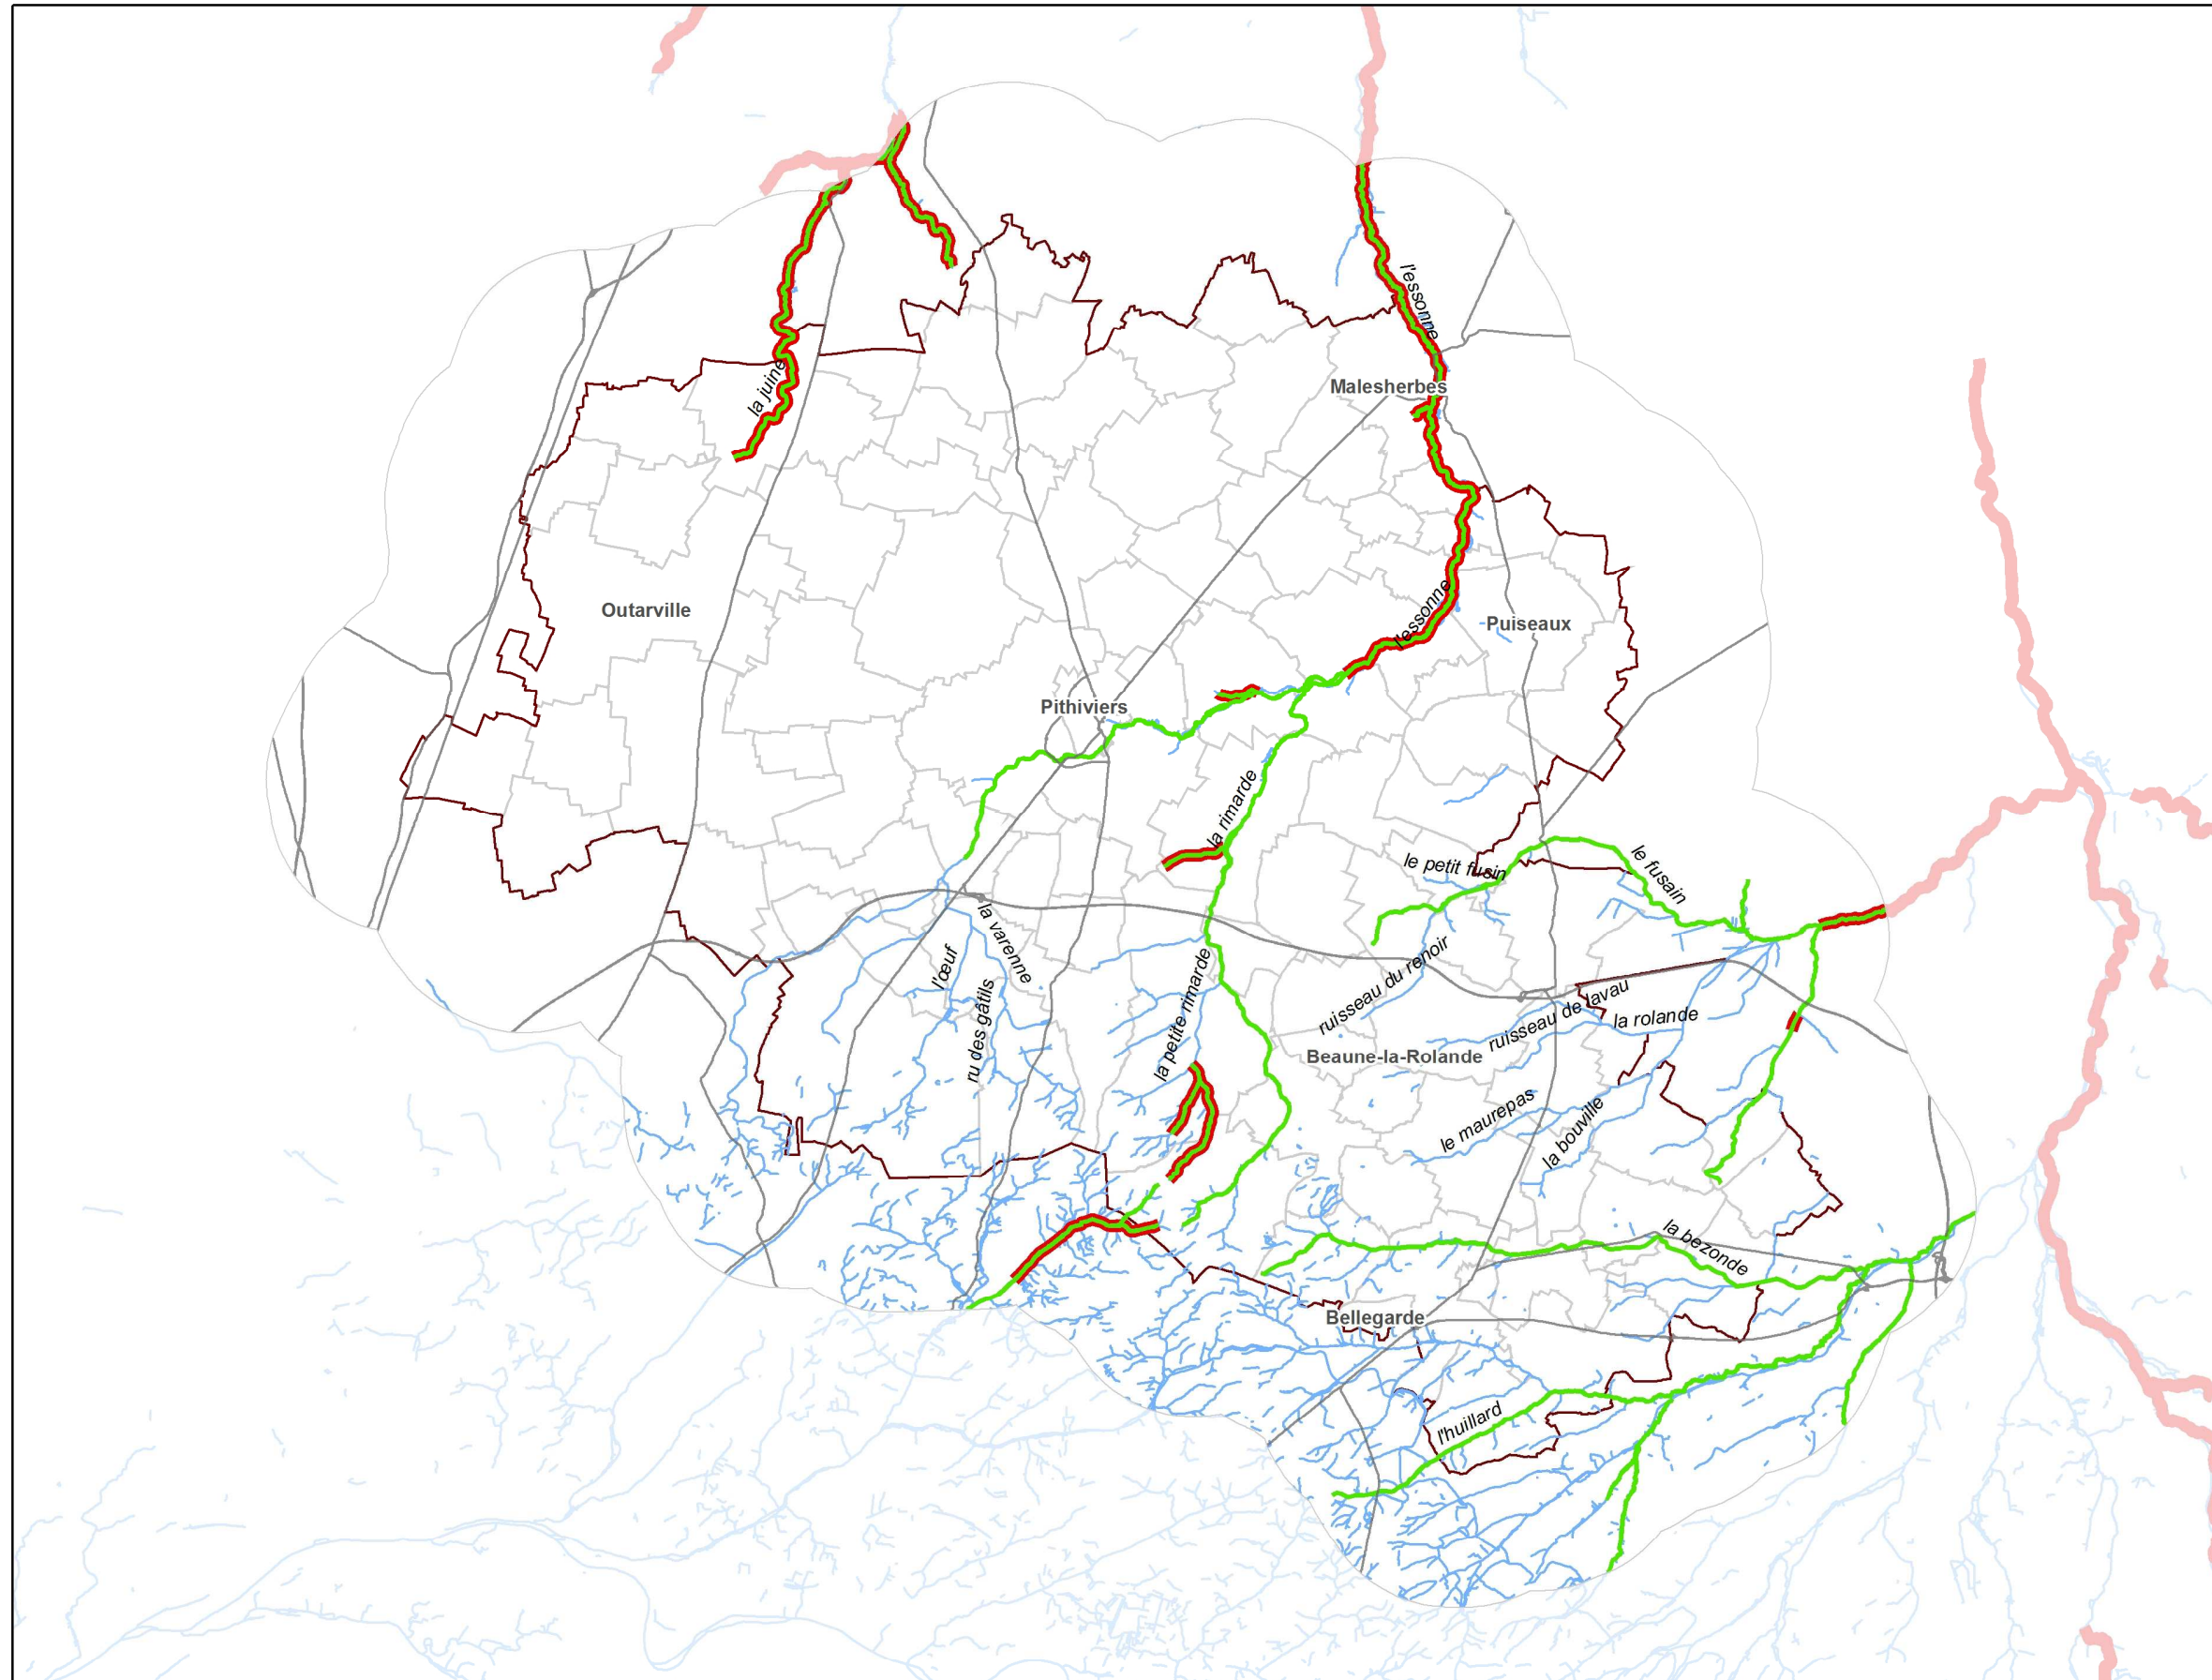 l'essonne
la juine
Malesherbes
l'essonne
Outarville
Puiseaux
Pithiviers
la rimarde
le petit fusin
le fusain
la varenne
l'œuf
ruisseau du renoir
la petite rimarde
ru des gâtils
ruisseau de lavau
la rolande
Beaune-la-Rolande
le maurepas
la bouville
la bezonde
Bellegarde
l'huillard